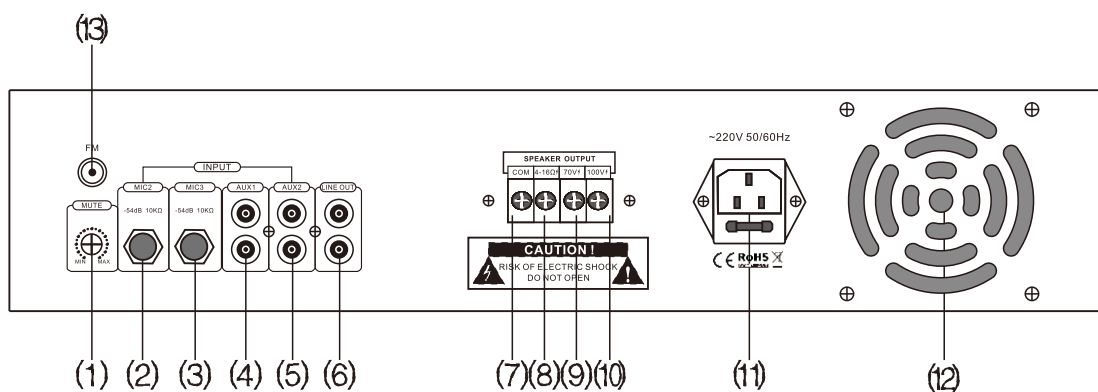 (13)
FM
INPUT
MUTE
MIC2
MIC3
AUX1
AUX2
LINE OUT
-54dB 10KΩ
-54dB 10KΩ
MIN
MAX
SPEAKER OUTPUT
COM
4-16Ω
70V
100V
CAUTION !
RISK OF ELECTRIC SHOCK
DO NOT OPEN
~220V 50/60Hz
CE RoHS
(1)
(2)
(3)
(4)
(5)
(6)
(7)
(8)
(9)
(10)
(11)
(12)